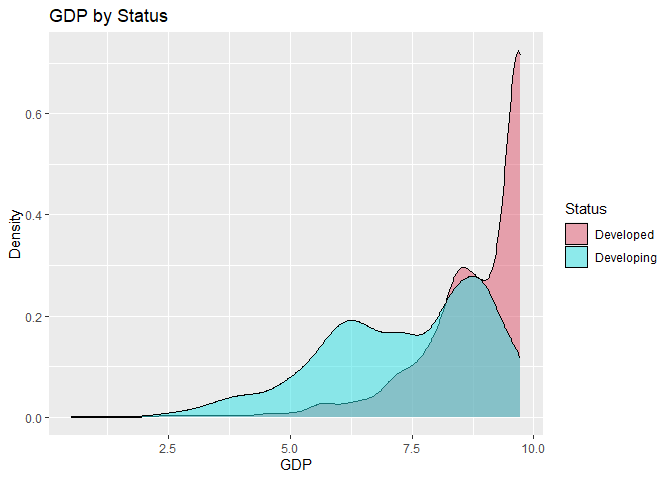 GDP by Status
0.6
0.4
0.2
0.0
Density
2.5
5.0
7.5
10.0
GDP
Status
Developed
Developing